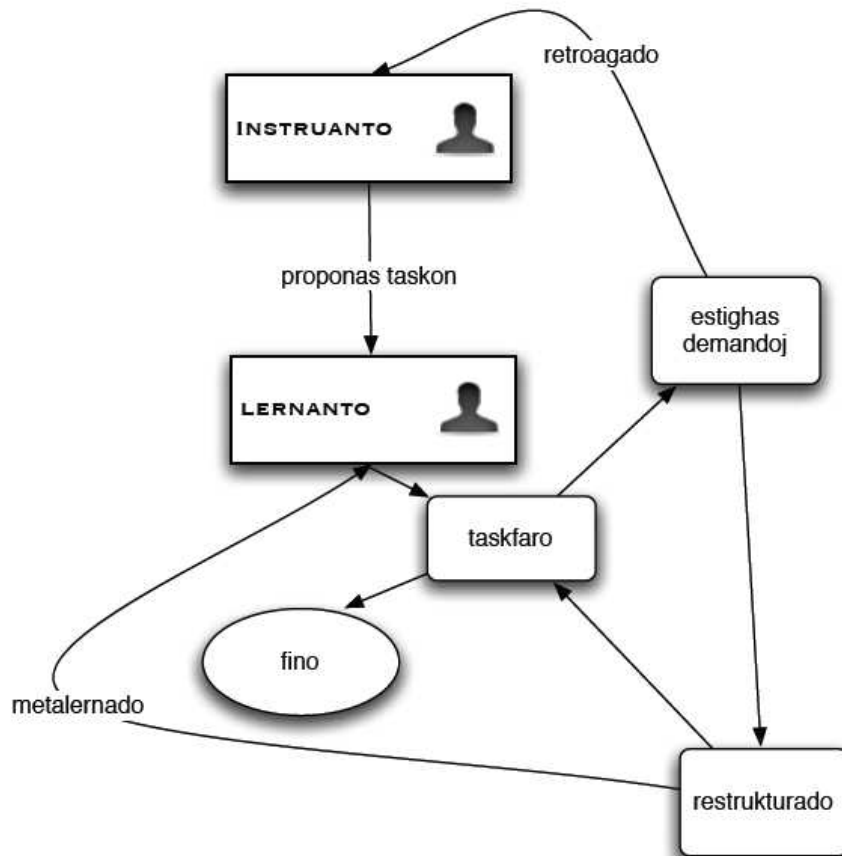 retroagado
INSTRUANTO
proponas taskon
estighas
demandoj
LERNANTO
taskfaro
fino
metalernado
restrukturado